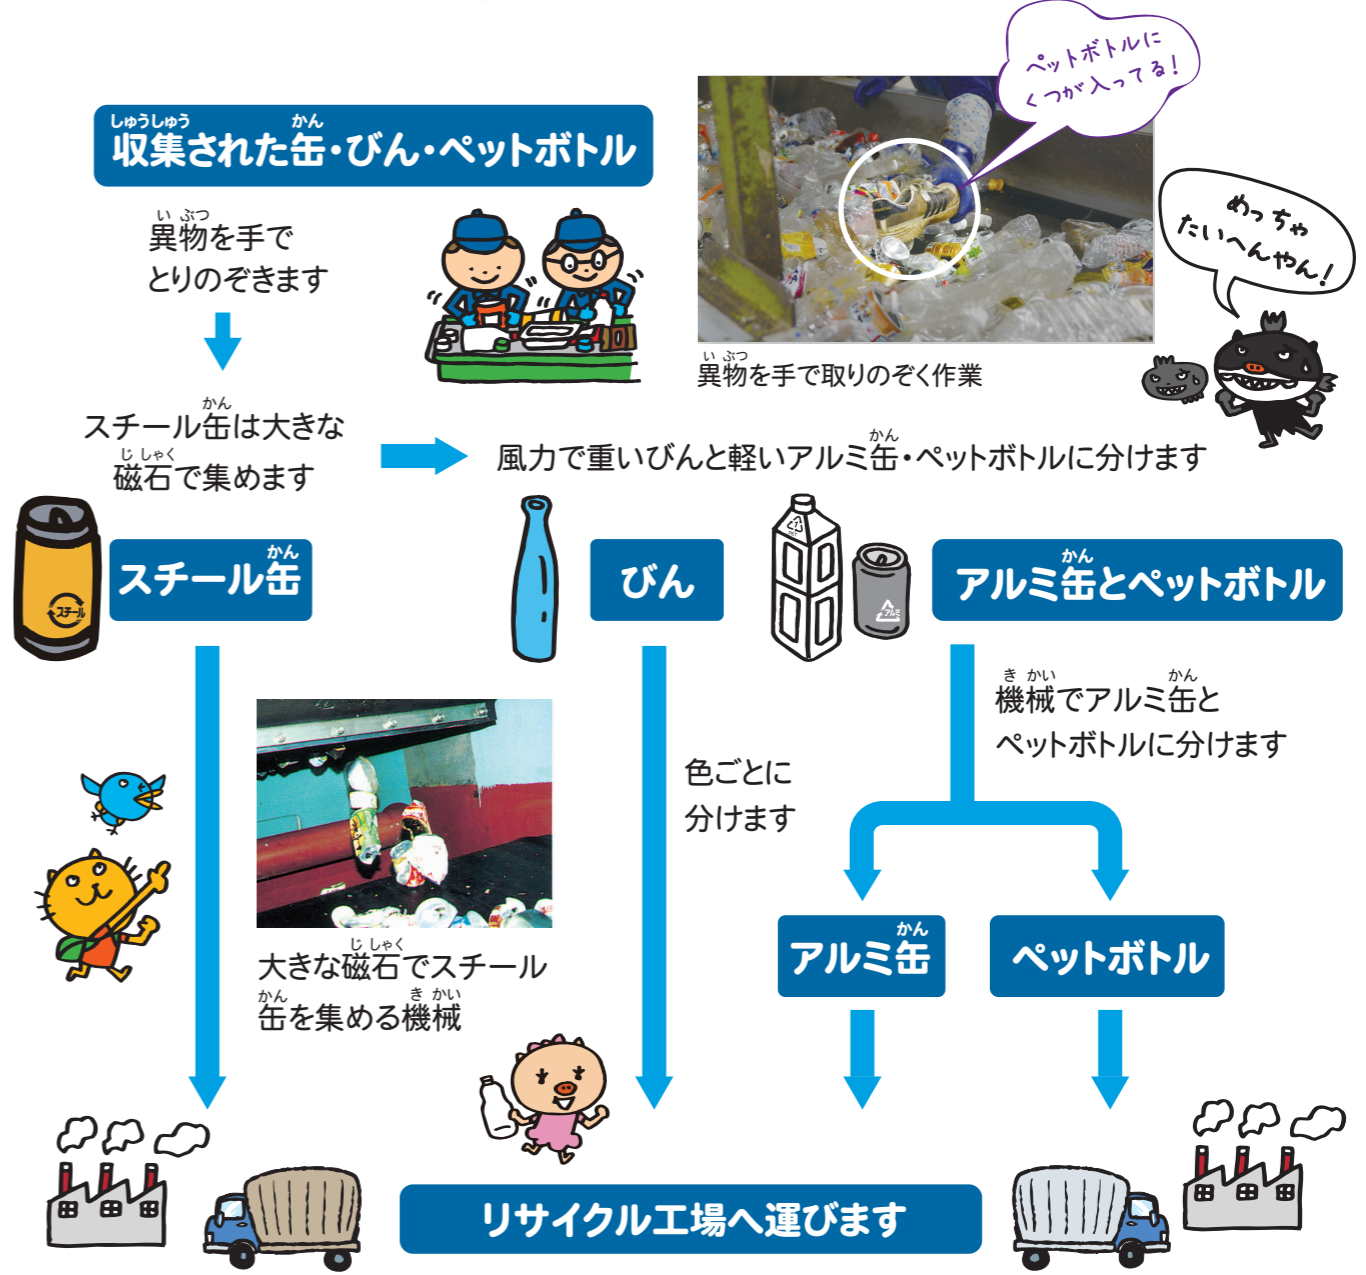 ペットボトルに
くつが入ってる!
収集された缶・びん・ペットボトル
しゅうしゅう
かん
異物を手で
い ぶつ
とりのぞきます
めっちゃ
たいへんやん!
異物を手で取りのぞく作業
い ぶつ
スチール缶は大きな
かん
磁石で集めます
じ しゃく
風力で重いびんと軽いアルミ缶・ペットボトルに分けます
かん
スチール
スチール缶
かん
びん
1
PET
アルミ
アルミ缶とペットボトル
かん
機械でアルミ缶と
き かい
かん
ペットボトルに分けます
色ごとに
分けます
大きな磁石でスチール
じ しゃく
缶を集める機械
かん
き かい
アルミ缶
かん
ペットボトル
リサイクル工場へ運びます